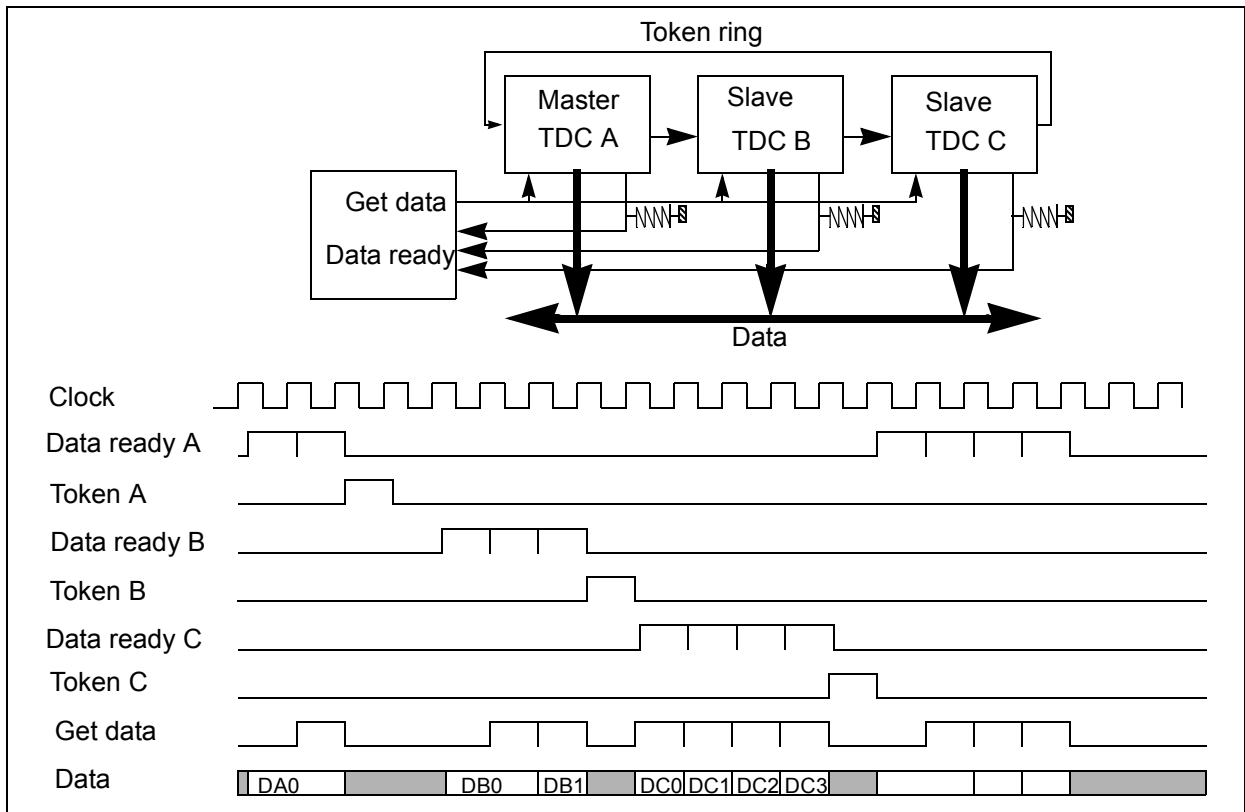 Token ring
Master
TDC A
Slave
TDC B
Slave
TDC C
Get data
Data ready
Data
Clock
Data ready A
Token A
Data ready B
Token B
Data ready C
Token C
Get data
Data DA0 DB0 DB1 DC0 DC1 DC2 DC3